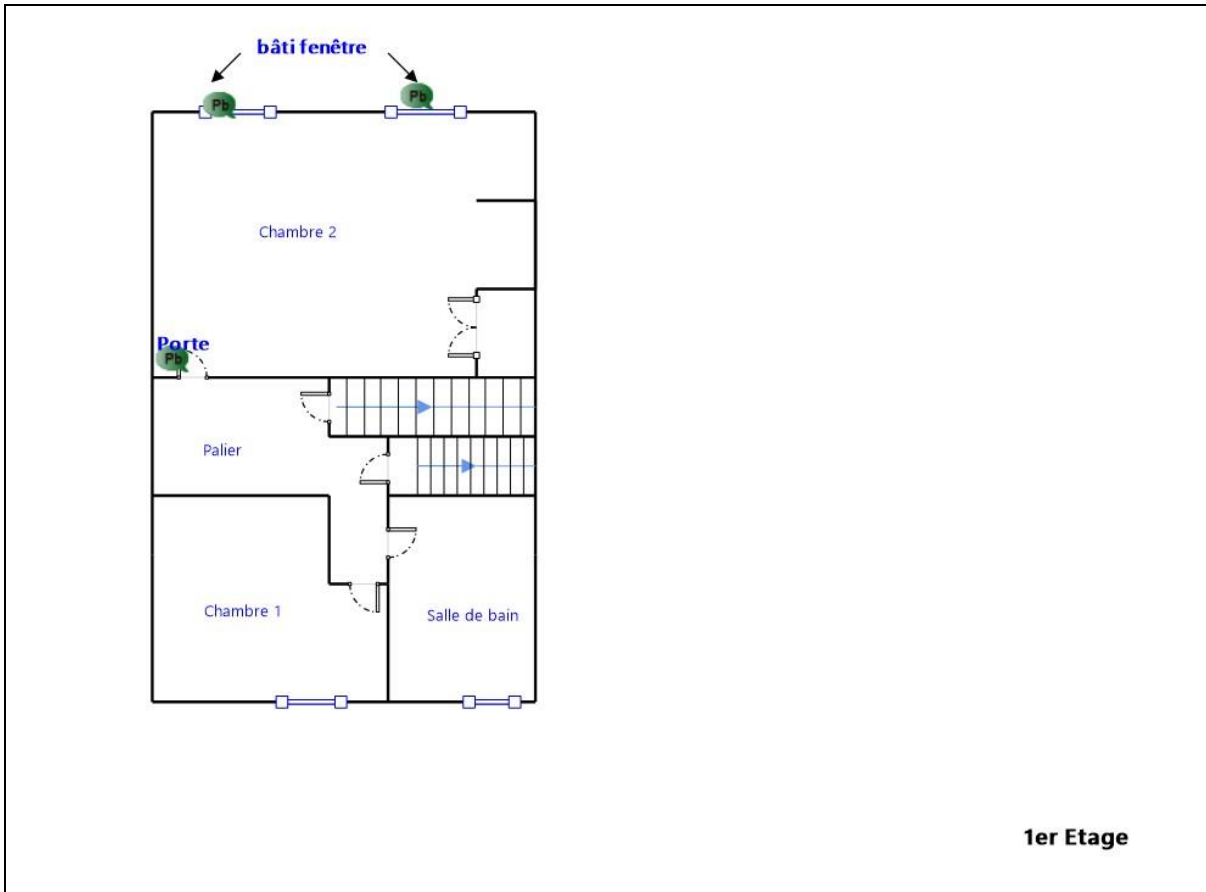 bâti fenêtre
Pb
Pb
Chambre 2
Porte
Pb
Palier
Chambre 1
Salle de bain
1er Etage